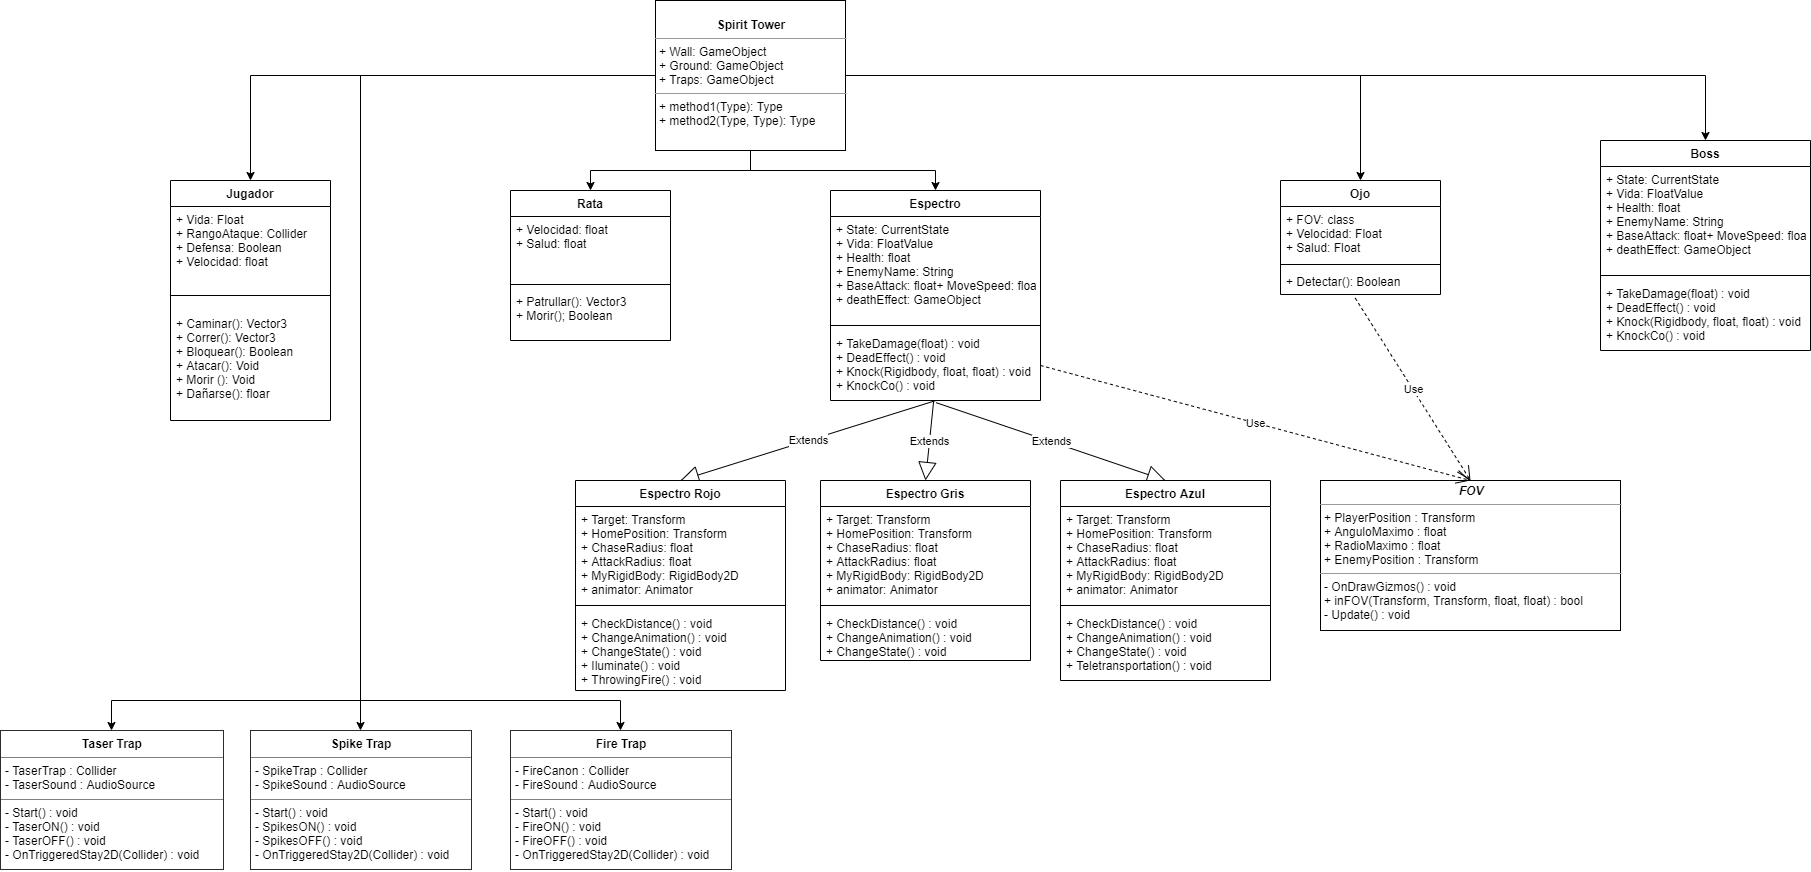 Spirit Tower
+ Wall: GameObject
+ Ground: GameObject
+ Traps: GameObject
+ method1(Type): Type
+ method2(Type, Type): Type
Jugador
+ Vida: Float
+ RangoAtaque: Collider
+ Defensa: Boolean
+ Velocidad: float
+ Caminar(): Vector3
+ Correr(): Vector3
+ Bloquear(): Boolean
+ Atacar(): Void
+ Morir (): Void
+ Dañarse(): floar
Rata
+ Velocidad: float
+ Salud: float
+ Patrullar(): Vector3
+ Morir(); Boolean
Espectro
+ State: CurrentState
+ Vida: FloatValue
+ Health: float
+ EnemyName: String
+ BaseAttack: float+ MoveSpeed: floa
+ deathEffect: GameObject
+ TakeDamage(float) : void
+ DeadEffect() : void
+ Knock(Rigidbody, float, float) : void
+ KnockCo() : void
Ojo
+ FOV: class
+ Velocidad: Float
+ Salud: Float
+ Detectar(): Boolean
Boss
+ State: CurrentState
+ Vida: FloatValue
+ Health: float
+ EnemyName: String
+ BaseAttack: float+ MoveSpeed: floa
+ deathEffect: GameObject
+ TakeDamage(float) : void
+ DeadEffect() : void
+ Knock(Rigidbody, float, float) : void
+ KnockCo() : void
Extends
Extends
Extends
Use
Use
Espectro Rojo
+ Target: Transform
+ HomePosition: Transform
+ ChaseRadius: float
+ AttackRadius: float
+ MyRigidBody: RigidBody2D
+ animator: Animator
+ CheckDistance() : void
+ ChangeAnimation() : void
+ ChangeState() : void
+ Iluminate() : void
+ ThrowingFire() : void
Espectro Gris
+ Target: Transform
+ HomePosition: Transform
+ ChaseRadius: float
+ AttackRadius: float
+ MyRigidBody: RigidBody2D
+ animator: Animator
+ CheckDistance() : void
+ ChangeAnimation() : void
+ ChangeState() : void
Espectro Azul
+ Target: Transform
+ HomePosition: Transform
+ ChaseRadius: float
+ AttackRadius: float
+ MyRigidBody: RigidBody2D
+ animator: Animator
+ CheckDistance() : void
+ ChangeAnimation() : void
+ ChangeState() : void
+ Teletransportation() : void
FOV
+ PlayerPosition : Transform
+ AnguloMaximo : float
+ RadioMaximo : float
+ EnemyPosition : Transform
- OnDrawGizmos() : void
+ inFOV(Transform, Transform, float, float) : bool
- Update() : void
Taser Trap
- TaserTrap : Collider
- TaserSound : AudioSource
- Start() : void
- TaserON() : void
- TaserOFF() : void
- OnTriggeredStay2D(Collider) : void
Spike Trap
- SpikeTrap : Collider
- SpikeSound : AudioSource
- Start() : void
- SpikesON() : void
- SpikesOFF() : void
- OnTriggeredStay2D(Collider) : void
Fire Trap
- FireCanon : Collider
- FireSound : AudioSource
- Start() : void
- FireON() : void
- FireOFF() : void
- OnTriggeredStay2D(Collider) : void